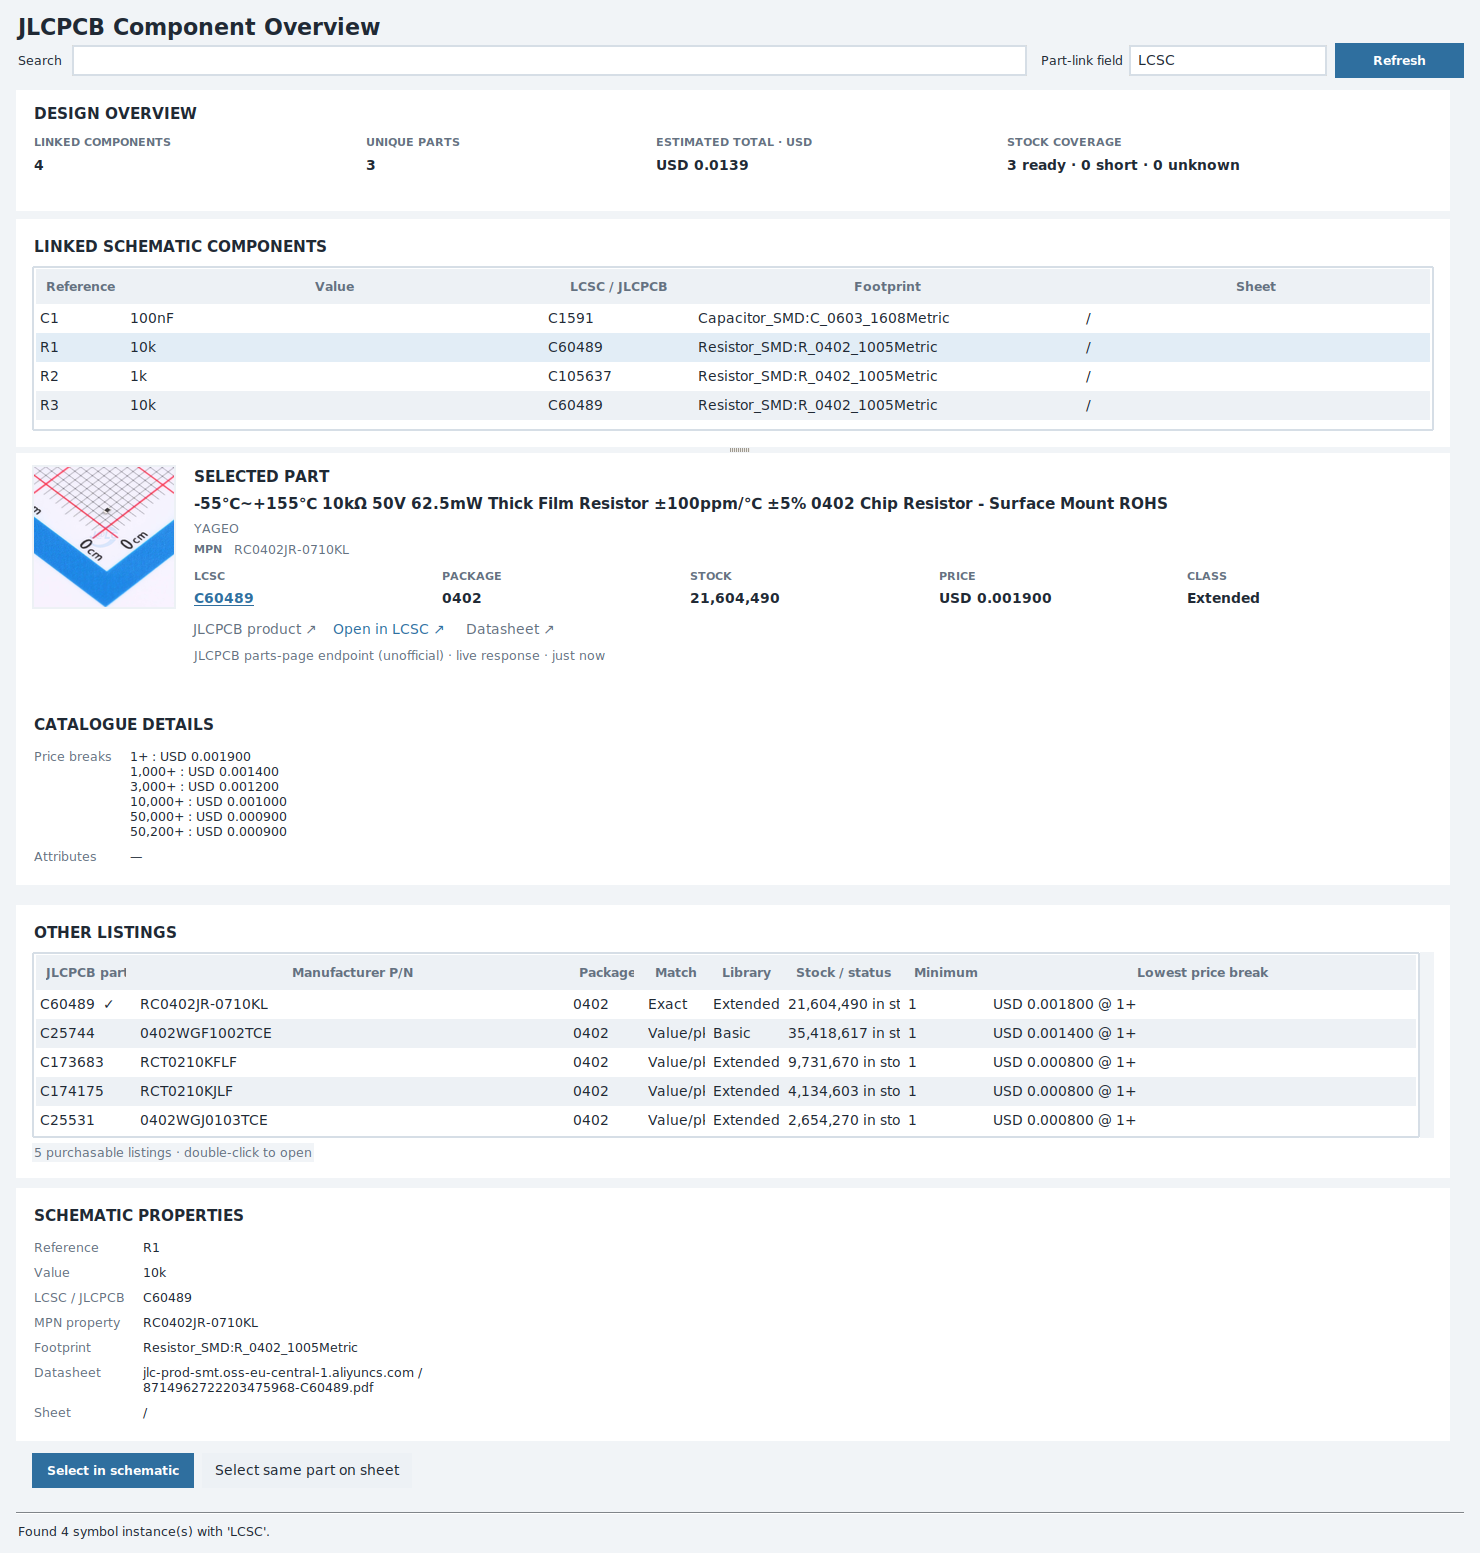 JLCPCB Component Overview
Search Part-link field LCSC Refresh
DESIGN OVERVIEW
LINKED COMPONENTS UNIQUE PARTS ESTIMATED TOTAL · USD STOCK COVERAGE
4 3 USD 0.0139 3 ready · 0 short · 0 unknown
LINKED SCHEMATIC COMPONENTS
Reference Value LCSC / JLCPCB Footprint Sheet
C1 100nF C1591 Capacitor_SMD:C_0603_1608Metric /
R1 10k C60489 Resistor_SMD:R_0402_1005Metric /
R2 1k C105637 Resistor_SMD:R_0402_1005Metric /
R3 10k C60489 Resistor_SMD:R_0402_1005Metric /
0cm 0cm
SELECTED PART
-55℃~+155℃ 10kΩ 50V 62.5mW Thick Film Resistor ±100ppm/℃ ±5% 0402 Chip Resistor - Surface Mount ROHS
YAGEO
MPN RC0402JR-0710KL
LCSC PACKAGE STOCK PRICE CLASS
C60489 0402 21,604,490 USD 0.001900 Extended
JLCPCB product ↗ Open in LCSC ↗ Datasheet ↗
JLCPCB parts-page endpoint (unofficial) · live response · just now
CATALOGUE DETAILS
Price breaks 1+ : USD 0.001900
1,000+ : USD 0.001400
3,000+ : USD 0.001200
10,000+ : USD 0.001000
50,000+ : USD 0.000900
50,200+ : USD 0.000900
Attributes —
OTHER LISTINGS
JLCPCB part Manufacturer P/N Package Match Library Stock / status Minimum Lowest price break
C60489 ✓ RC0402JR-0710KL 0402 Exact Extended 21,604,490 in st 1 USD 0.001800 @ 1+
C25744 0402WGF1002TCE 0402 Value/pl Basic 35,418,617 in st 1 USD 0.001400 @ 1+
C173683 RCT0210KFLF 0402 Value/pl Extended 9,731,670 in sto 1 USD 0.000800 @ 1+
C174175 RCT0210KJLF 0402 Value/pl Extended 4,134,603 in sto 1 USD 0.000800 @ 1+
C25531 0402WGJ0103TCE 0402 Value/pl Extended 2,654,270 in sto 1 USD 0.000800 @ 1+
5 purchasable listings · double-click to open
SCHEMATIC PROPERTIES
Reference R1
Value 10k
LCSC / JLCPCB C60489
MPN property RC0402JR-0710KL
Footprint Resistor_SMD:R_0402_1005Metric
Datasheet jlc-prod-smt.oss-eu-central-1.aliyuncs.com /
8714962722203475968-C60489.pdf
Sheet /
Select in schematic Select same part on sheet
Found 4 symbol instance(s) with 'LCSC'.